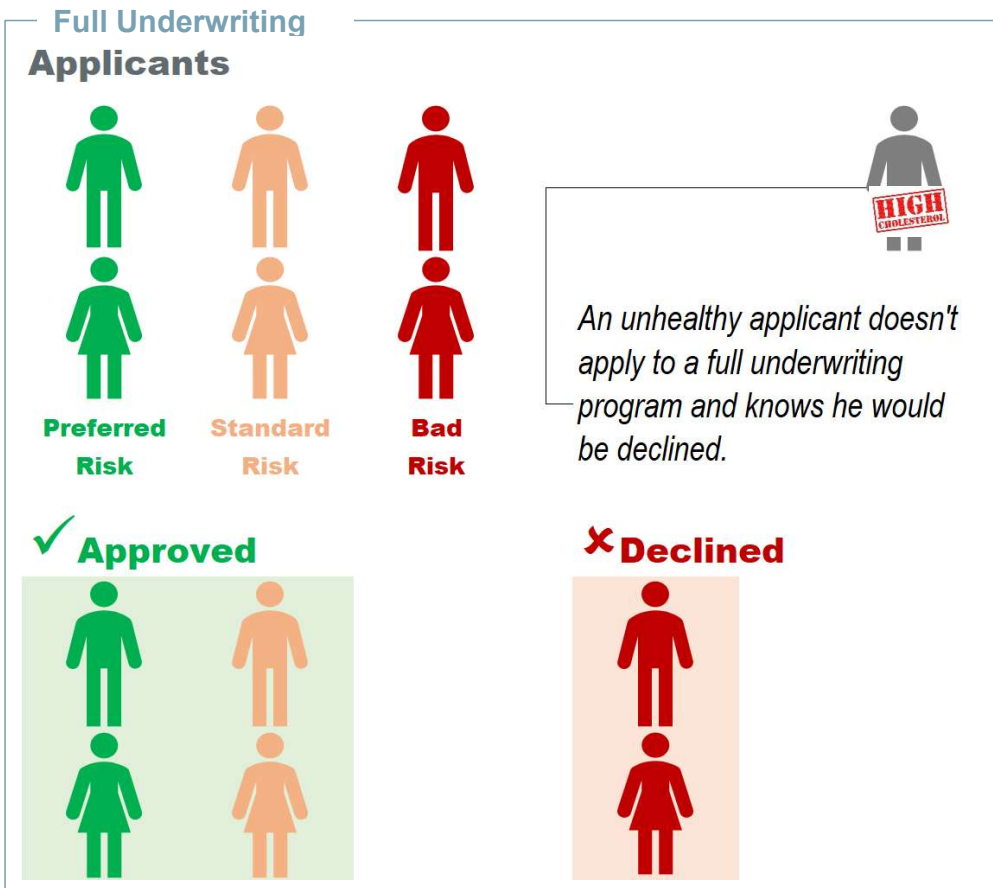 Full Underwriting
Applicants
HIGH
CHOLESTEROL
An unhealthy applicant doesn't
apply to a full underwriting
program and knows he would
be declined.
Preferred
Risk
Standard
Risk
Bad
Risk
✓Approved
✘Declined